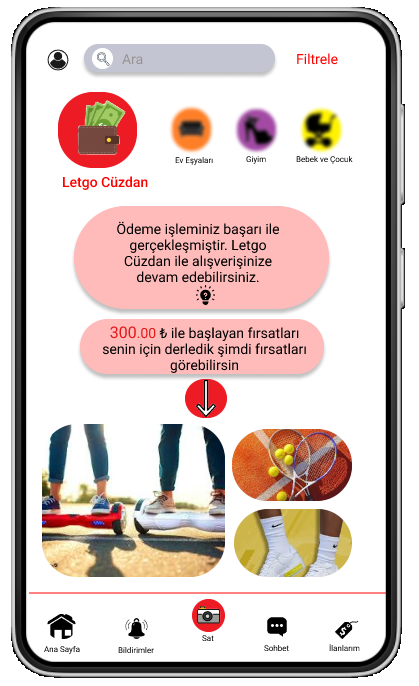 Ara
Filtrele
Ev Eşyaları
Giyim
Bebek ve Çocuk
Letgo Cüzdan
Ödeme işleminiz başarı ile
gerçekleşmiştir. Letgo
Cüzdan ile alışverişinize
devam edebilirsiniz.
300.00 ₺ ile başlayan fırsatları
senin için derledik şimdi fırsatları
görebilirsin
Ana Sayfa
Bildirimler
Sat
Sohbet
İlanlarım